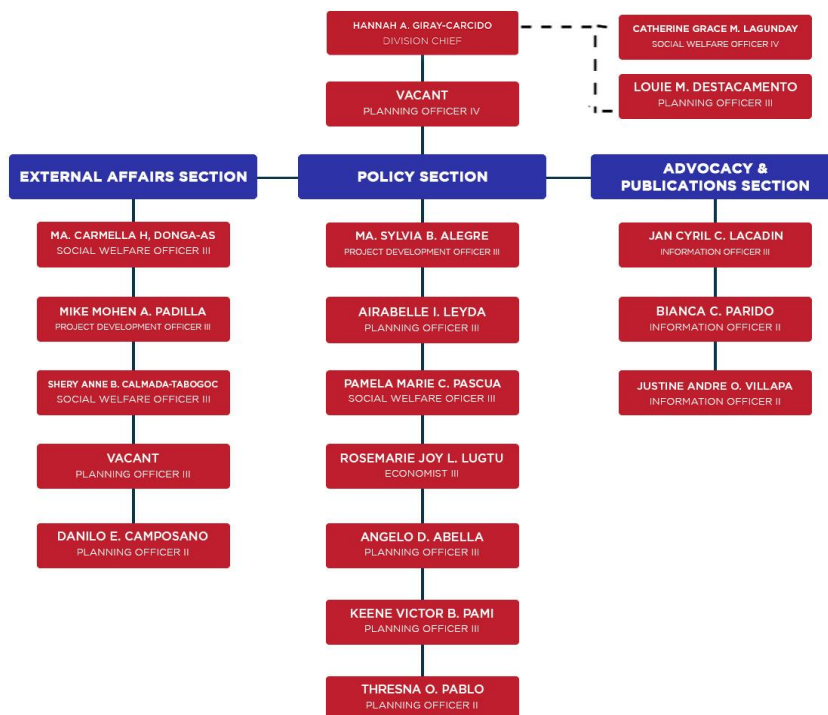 HANNAH A. GIRAY-CARCIDO
DIVISION CHIEF
CATHERINE GRACE M. LAGUNDAY
SOCIAL WELFARE OFFICER IV
LOUIE M. DESTACAMENTO
PLANNING OFFICER III
VACANT
PLANNING OFFICER IV
EXTERNAL AFFAIRS SECTION
MA. CARMELLA H, DONGA-AS
SOCIAL WELFARE OFFICER III
MIKE MOHEN A. PADILLA
PROJECT DEVELOPMENT OFFICER III
SHERY ANNE B. CALMADA-TABOGOC
SOCIAL WELFARE OFFICER III
VACANT
PLANNING OFFICER III
DANILO E. CAMPOSANO
PLANNING OFFICER II
POLICY SECTION
MA. SYLVIA B. ALEGRE
PROJECT DEVELOPMENT OFFICER III
AIRABELLE I. LEYDA
PLANNING OFFICER III
PAMELA MARIE C. PASCUA
SOCIAL WELFARE OFICER III
ROSEMARIE JOY L. LUGTU
ECONOMIST III
ANGELO D. ABELLA
PLANNING OFFICER III
KEENE VICTOR B. PAMI
PLANNING OFFICER III
THRESNA O. PABLO
PLANNING OFFICER II
ADVOCACY &
PUBLICATIONS SECTION
JAN CYRIL C. LACADIN
INFORMATION OFFICER III
BIANCA C. PARIDO
INFORMATION OFFICER II
JUSTINE ANDRE O. VILLAPA
INFORMATION OFFICER II